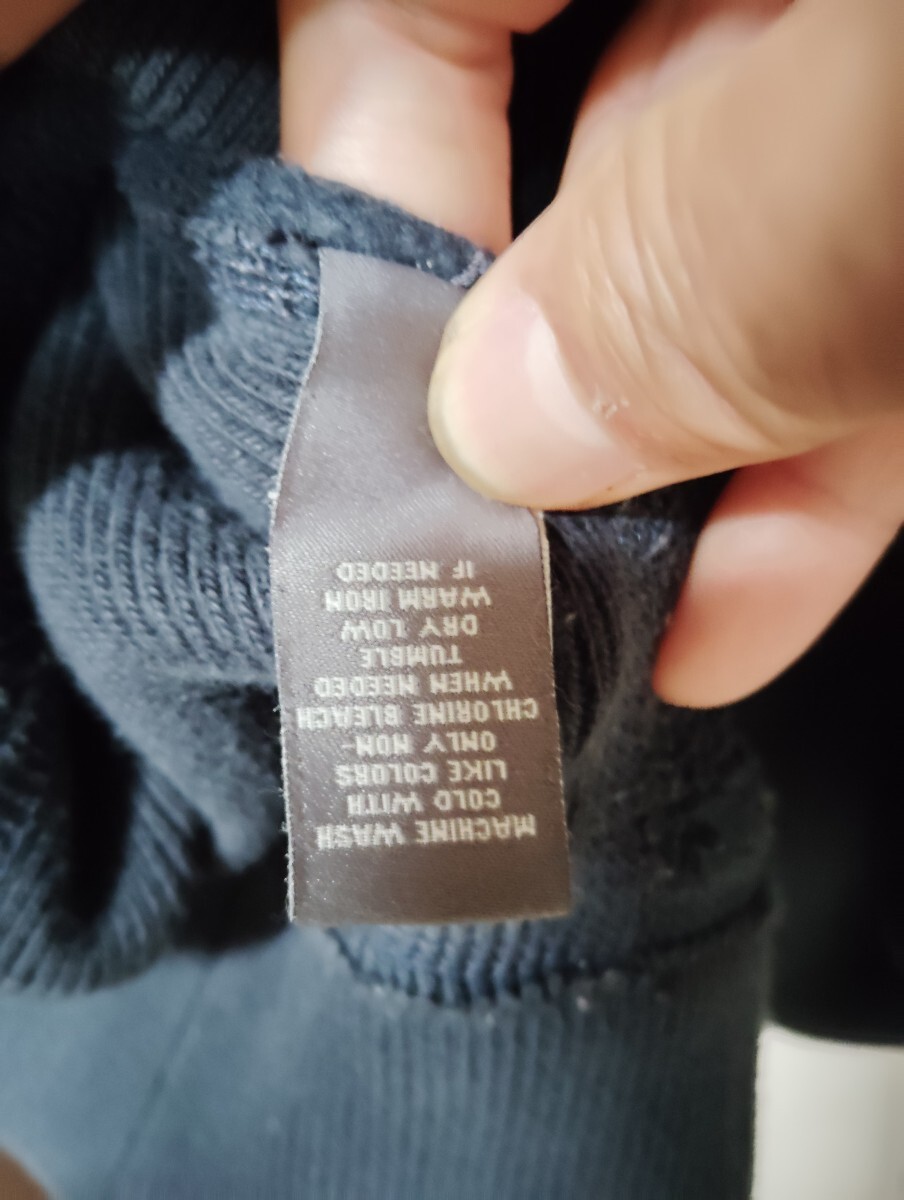 MACHINE WASH
COLD WITH
LIKE COLORS
ONLY NON-
CHLORINE BLEACH
WHEN NEEDED
TUMBLE
DRY LOW
WARM IRON
IF NEEDED